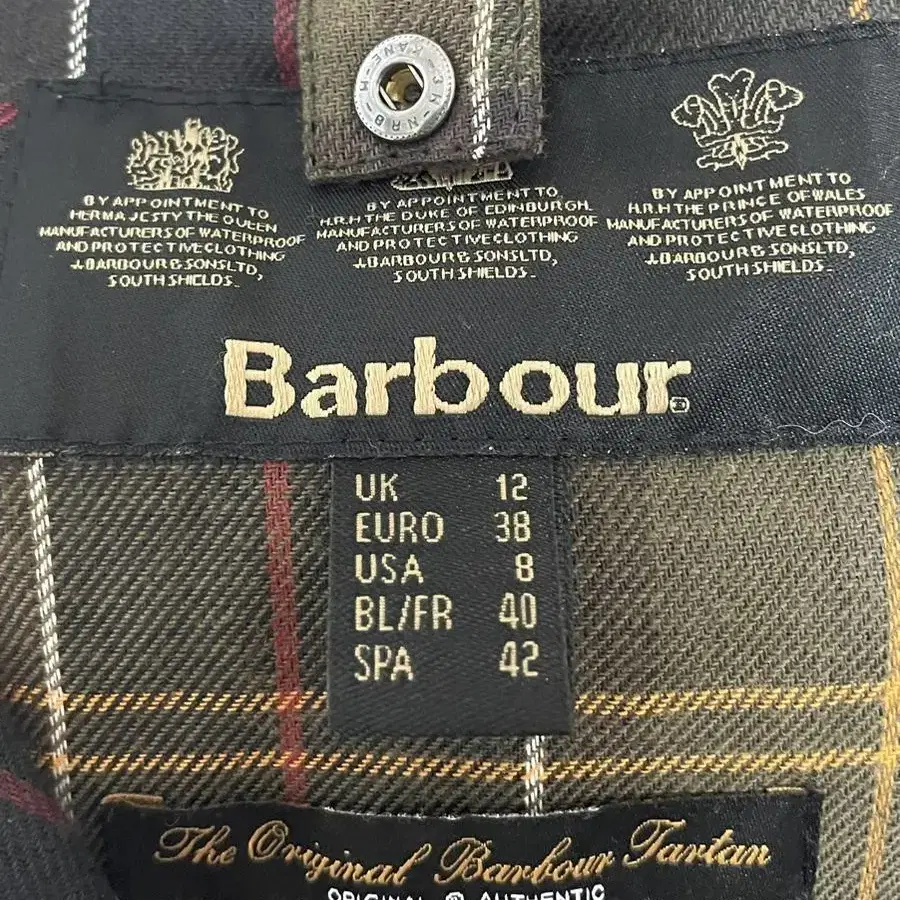 BY APPOINTMENT TO
HER MAJESTY THE QUEEN
MANUFACTURERS OF WATERPROOF
AND PROTECTIVE CLOTHING
J.BARBOUR & SONS LTD,
SOUTH SHIELDS.
BY APPOINTMENT TO
H.R.H THE DUKE OF EDINBURGH
MANUFACTURERS OF WATERPROOF
AND PROTECTIVE CLOTHING
J.BARBOUR & SONS LTD,
SOUTH SHIELDS.
BY APPOINTMENT TO
H.R.H THE PRINCE OF WALES
MANUFACTURERS OF WATERPROOF
AND PROTECTIVE CLOTHING
J.BARBOUR & SONS LTD,
SOUTH SHIELDS.
Barbour®
UK 12
EURO 38
USA 8
BL/FR 40
SPA 42
The Original Barbour Tartan
ORIGINAL & AUTHENTIC